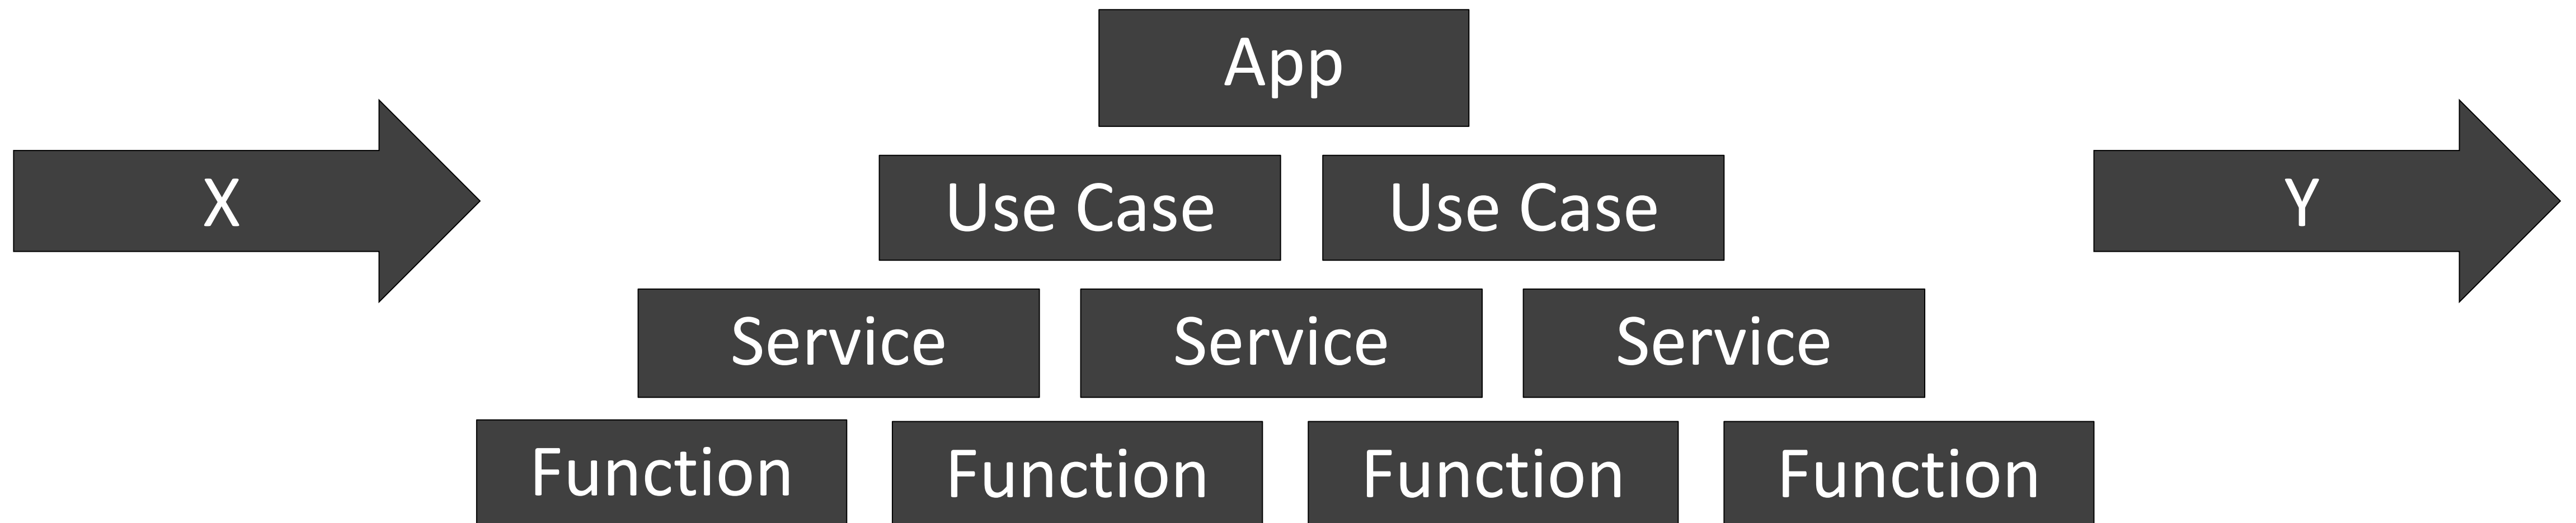 App
X
Use Case Use Case
Y
Service Service Service
Function Function Function Function